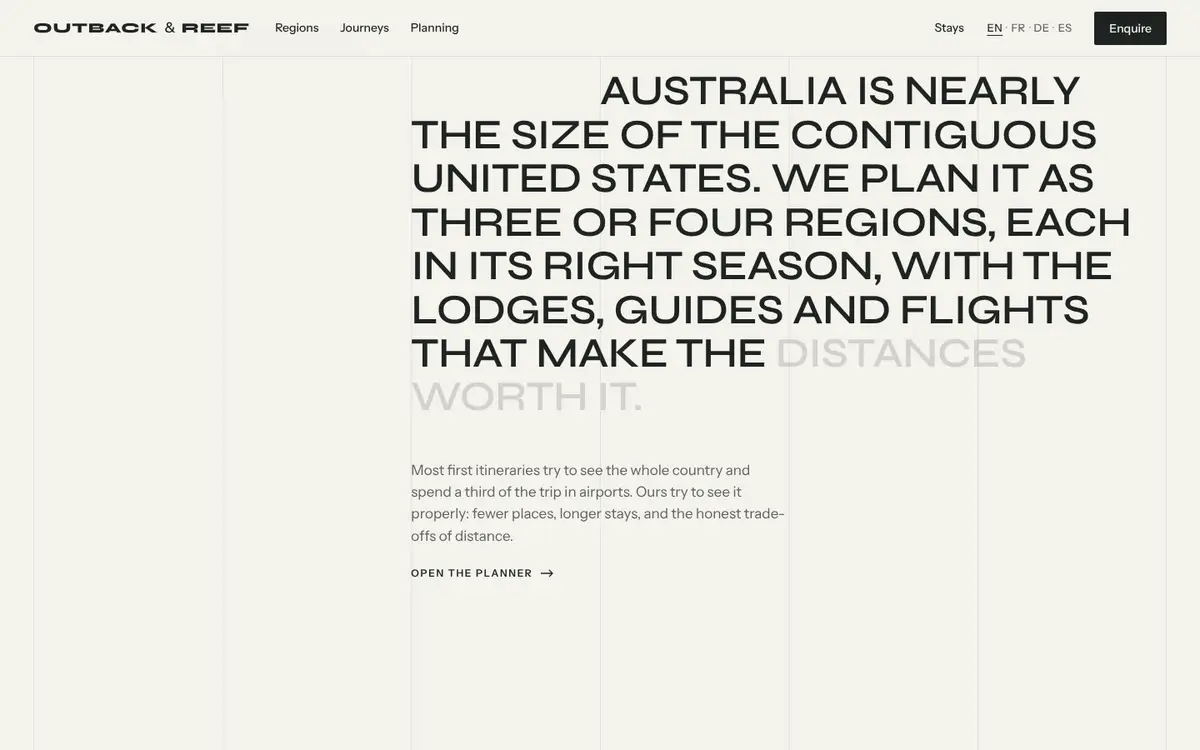 OUTBACK & REEF Regions Journeys Planning Stays EN · FR · DE · ES Enquire
AUSTRALIA IS NEARLY
THE SIZE OF THE CONTIGUOUS
UNITED STATES. WE PLAN IT AS
THREE OR FOUR REGIONS, EACH
IN ITS RIGHT SEASON, WITH THE
LODGES, GUIDES AND FLIGHTS
THAT MAKE THE DISTANCES
WORTH IT.
Most first itineraries try to see the whole country and
spend a third of the trip in airports. Ours try to see it
properly: fewer places, longer stays, and the honest trade-
offs of distance.
OPEN THE PLANNER →